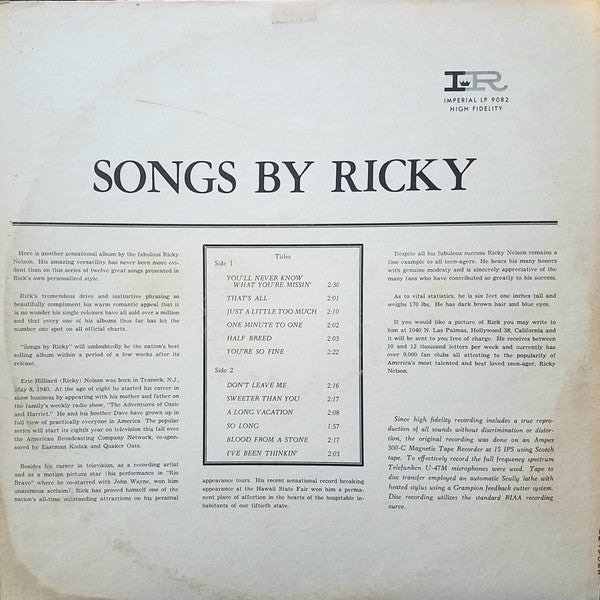 IR
IMPERIAL LP 9082
HIGH FIDELITY
SONGS BY RICKY
Here is another sensational album by the fabulous Ricky
Nelson. His amazing versatility has never been more evi-
dent than on this series of twelve great songs presented in
Rick's own personalized style.
Rick's tremendous drive and instinctive phrasing so
beautifully compliment his warm romantic appeal that it
is no wonder his single releases have all sold over a million
and that every one of his albums thus far has hit the
number one spot on all official charts.
"Songs by Ricky" will undoubtedly be the nation's best
selling album within a period of a few weeks after its
release.
Eric Hilliard (Ricky) Nelson was born in Teaneck, N.J.,
May 8, 1940. At the age of eight he started his career in
show business by appearing with his mother and father on
the family's weekly radio show, "The Adventures of Ozzie
and Harriet." He and his brother Dave have grown up in
full view of practically everyone in America. The popular
series will start its eighth year on television this fall over
the American Broadcasting Company Network, co-spon-
sored by Eastman Kodak and Quaker Oats.
Besides his career in television, as a recording artist
and as a motion picture star (his performance in "Rio
Bravo" where he co-starred with John Wayne, won him
unanimous acclaim), Rick has proved himself one of the
nation's all-time outstanding attractions on his personal
Titles
Side 1
YOU'LL NEVER KNOW
WHAT YOU'RE MISSIN' 2:36
THAT'S ALL 2:01
JUST A LITTLE TOO MUCH 2:10
ONE MINUTE TO ONE 2:02
HALF BREED 2:03
YOU'RE SO FINE 2:22
Side 2
DON'T LEAVE ME 2:16
SWEETER THAN YOU 2:17
A LONG VACATION 2:08
SO LONG 1:57
BLOOD FROM A STONE 2:17
I'VE BEEN THINKIN' 2:03
appearance tours. His recent sensational record breaking
appearance at the Hawaii State Fair won him a perma-
nent place of affection in the hearts of the hospitable in-
habitants of our fiftieth state.
Despite all his fabulous success Ricky Nelson remains a
fine example to all teen-agers. He bears his many honors
with genuine modesty and is sincerely appreciative of the
many fans who have contributed so greatly to his success.
As to vital statistics, he is six foot one inches tall and
weighs 170 lbs. He has dark brown hair and blue eyes.
If you would like a picture of Rick you may write to
him at 1040 N. Las Palmas, Hollywood 38, California and
it will be sent to you free of charge. He receives between
10 and 12 thousand letters per week and currently has
over 9,000 fan clubs all attesting to the popularity of
America's most talented and best loved teen-ager, Ricky
Nelson.
Since high fidelity recording includes a true repro-
duction of all sounds without discrimination or distor-
tion, the original recording was done on an Ampex
300-C Magnetic Tape Recorder at 15 IPS using Scotch
tape. To effectively record the full frequency spectrum
Telefunken U-47M microphones were used. Tape to
disc transfer employed an automatic Scully lathe with
heated stylus using a Grampion feedback cutter system.
Disc recording utilizes the standard RIAA recording
curve.